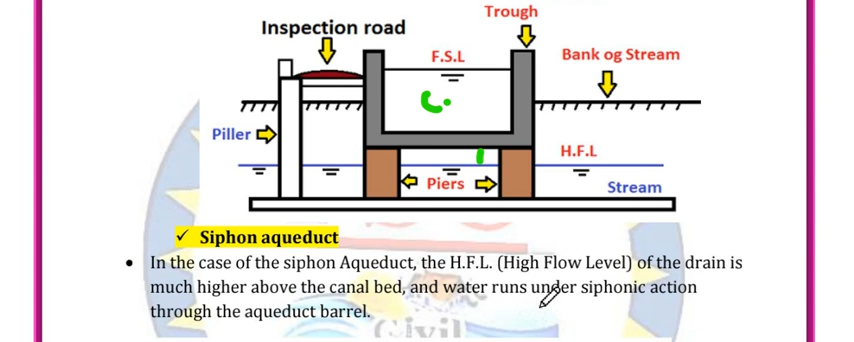 Trough
Inspection road
F.S.L
Bank og Stream
C.
Piller
H.F.L
Piers
Stream
✓ Siphon aqueduct
• In the case of the siphon Aqueduct, the H.F.L. (High Flow Level) of the drain is
much higher above the canal bed, and water runs under siphonic action
through the aqueduct barrel.
Civil